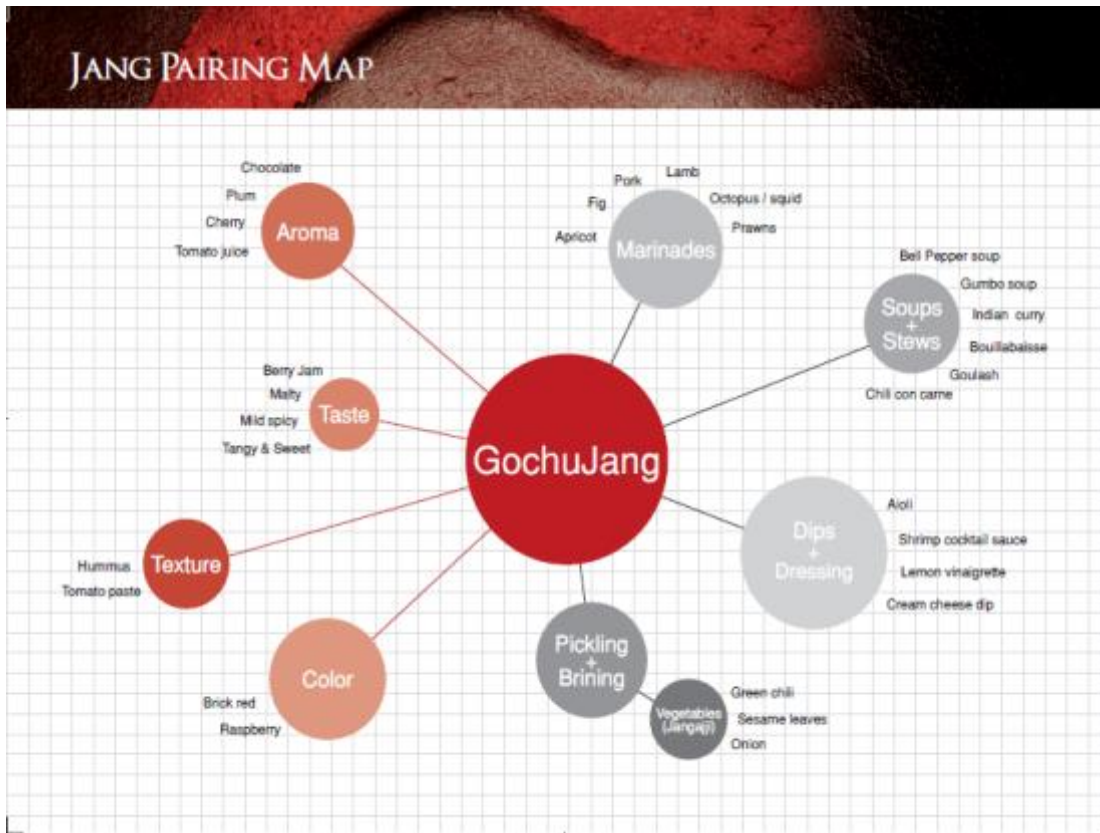 JANG PAIRING MAP
Chocolate
Plum
Cherry
Tomato juice
Aroma
Lamb
Pork
Fig
Octopus / squid
Apricot
Prawns
Marinades
Bell Pepper soup
Gumbo soup
Indian curry
Bouillabaisse
Goulash
Chili con carne
Soups
+
Stews
Berry Jam
Malty
Mild spicy
Tangy & Sweet
Taste
GochuJang
Hummus
Tomato paste
Texture
Aioli
Shrimp cocktail sauce
Lemon vinaigrette
Cream cheese dip
Dips
+
Dressing
Color
Brick red
Raspberry
Pickling
+
Brining
Vegetables
(Jangajji)
Green chili
Sesame leaves
Onion